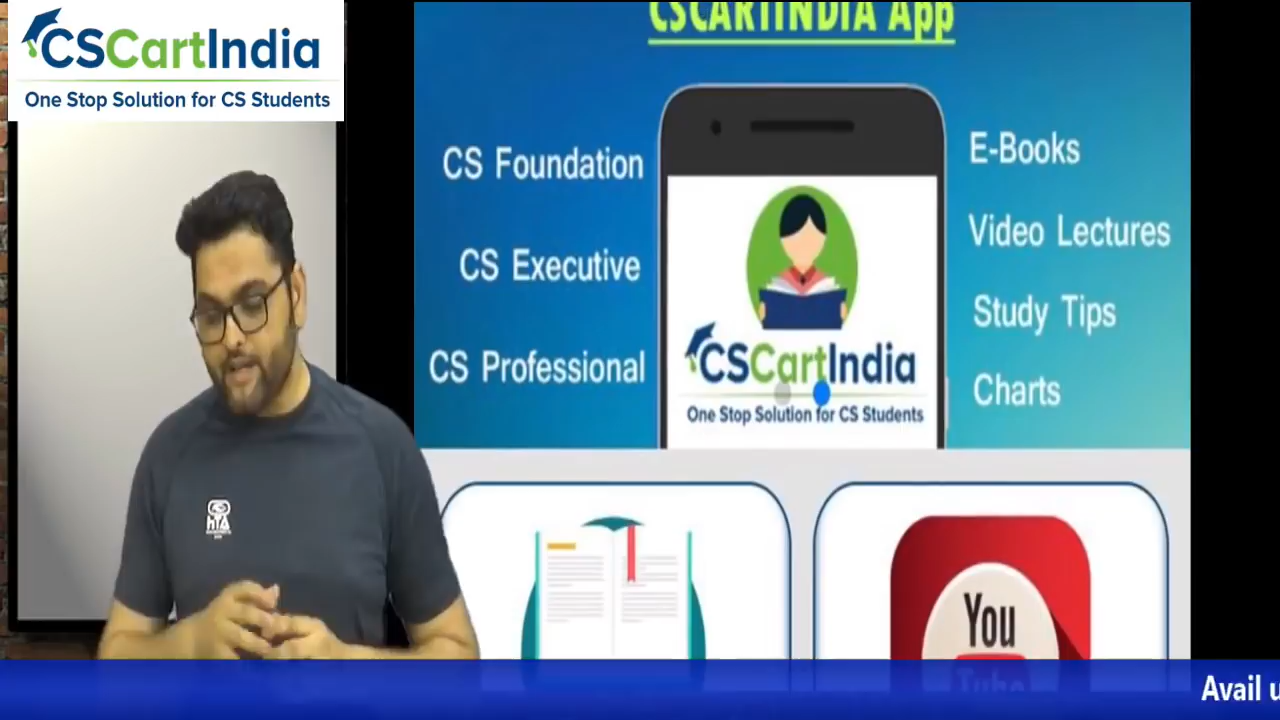 CSCartIndia
One Stop Solution for CS Students
CSCARTINDIA App
CS Foundation
CS Executive
CS Professional
E-Books
Video Lectures
Study Tips
Charts
CSCartIndia
One Stop Solution for CS Students
You
Tube
Avail